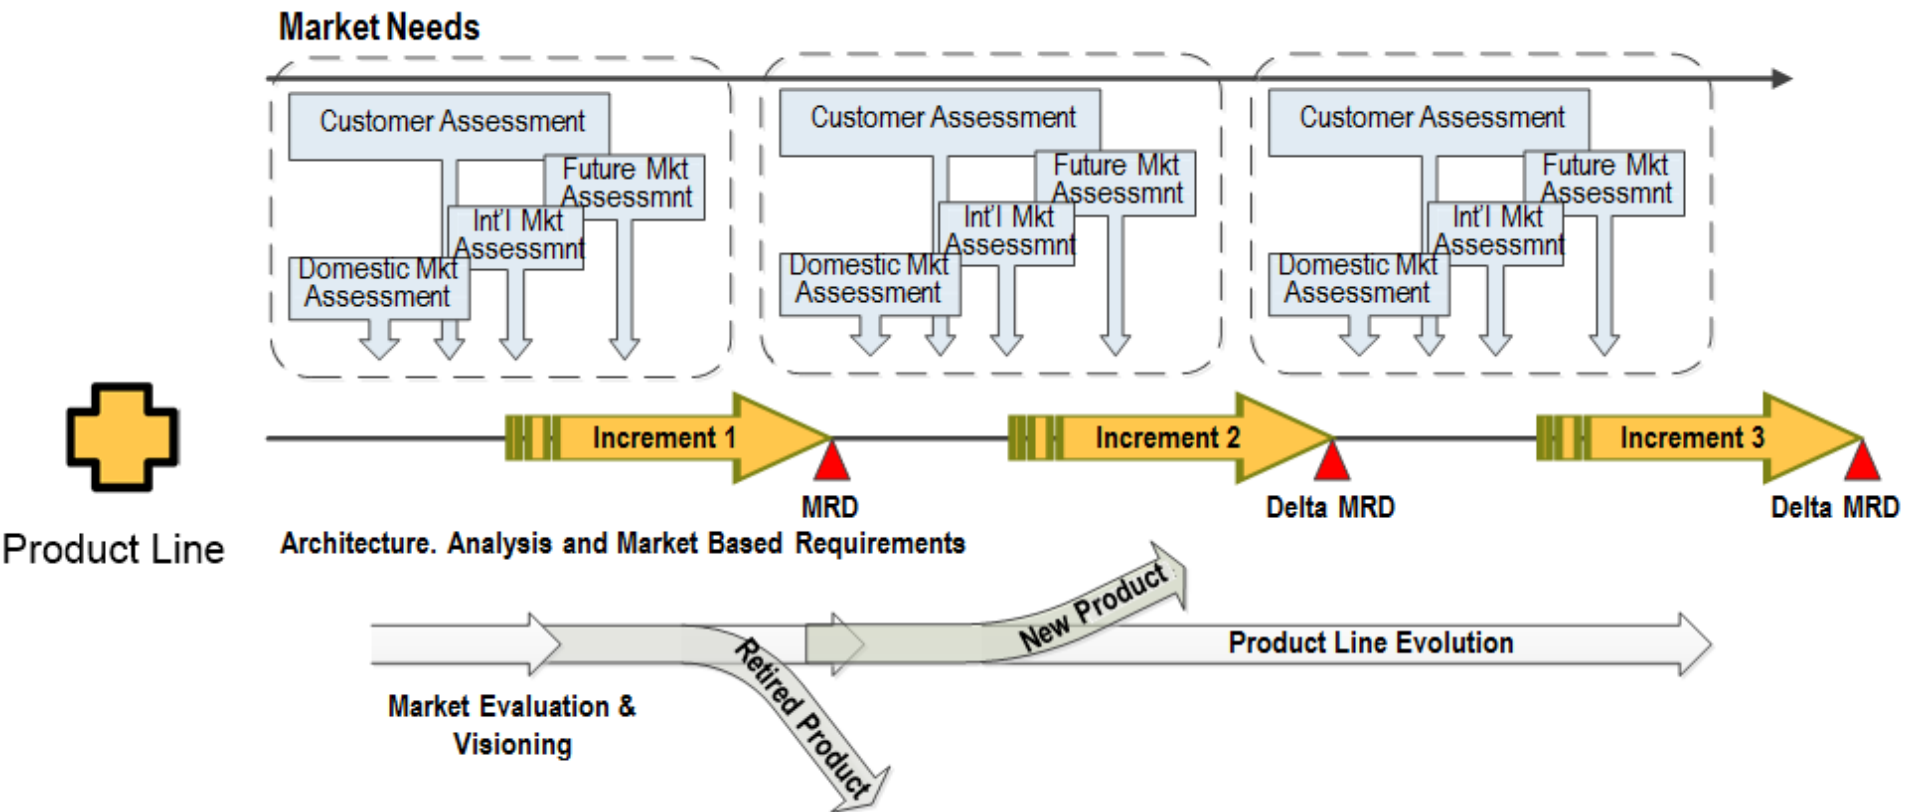 Market Needs
Customer Assessment
Future Mkt
Assessmnt
Int'l Mkt
Assessmnt
Domestic Mkt
Assessment
Customer Assessment
Future Mkt
Assessmnt
Int'l Mkt
Assessmnt
Domestic Mkt
Assessment
Customer Assessment
Future Mkt
Assessmnt
Int'l Mkt
Assessmnt
Domestic Mkt
Assessment
Increment 1
Increment 2
Increment 3
MRD
Delta MRD
Delta MRD
Product Line
Architecture. Analysis and Market Based Requirements
New Product
Retired Product
Product Line Evolution
Market Evaluation &
Visioning